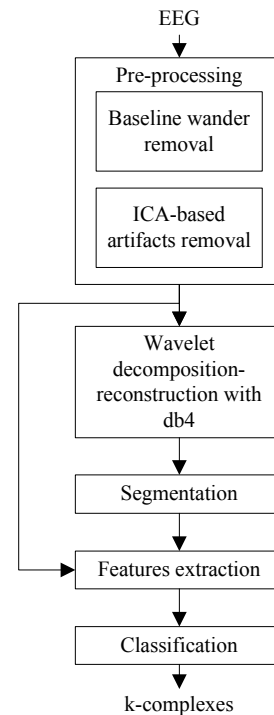 EEG
Pre-processing
Baseline wander
removal
ICA-based
artifacts removal
Wavelet
decomposition-
reconstruction with
db4
Segmentation
Features extraction
Classification
k-complexes